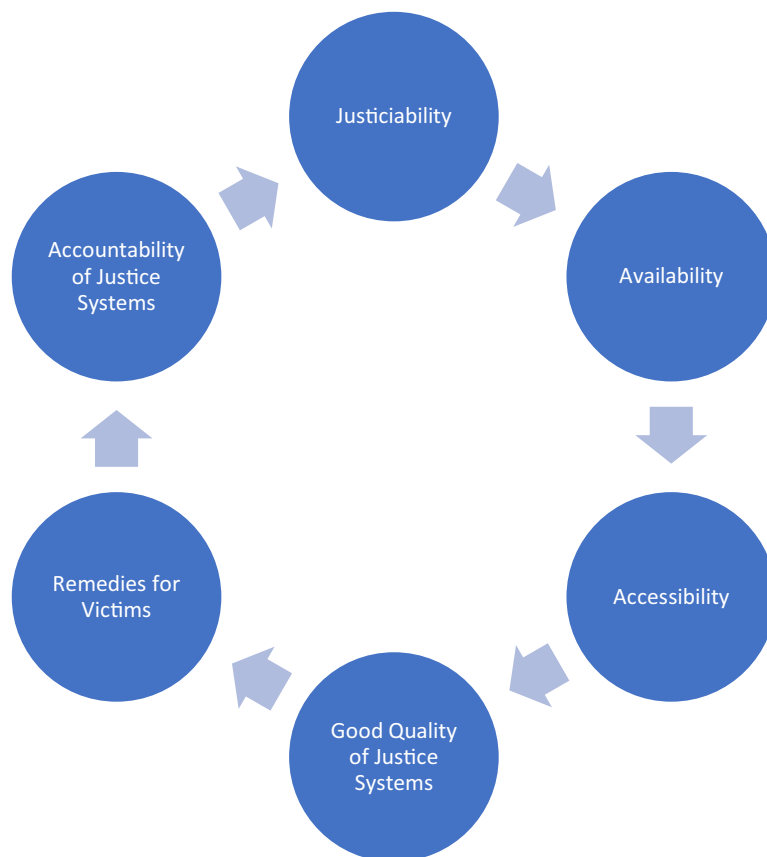 Justiciability
Availability
Accessibility
Good Quality
of Justice
Systems
Remedies for
Victims
Accountability
of Justice
Systems